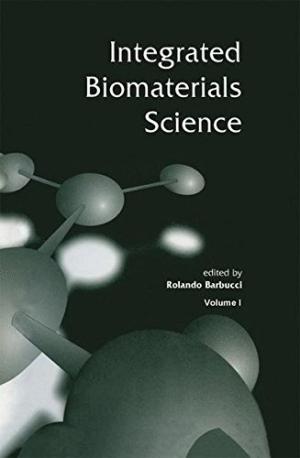 Integrated
Biomaterials
Science
edited by
Rolando Barbucci
Volume I